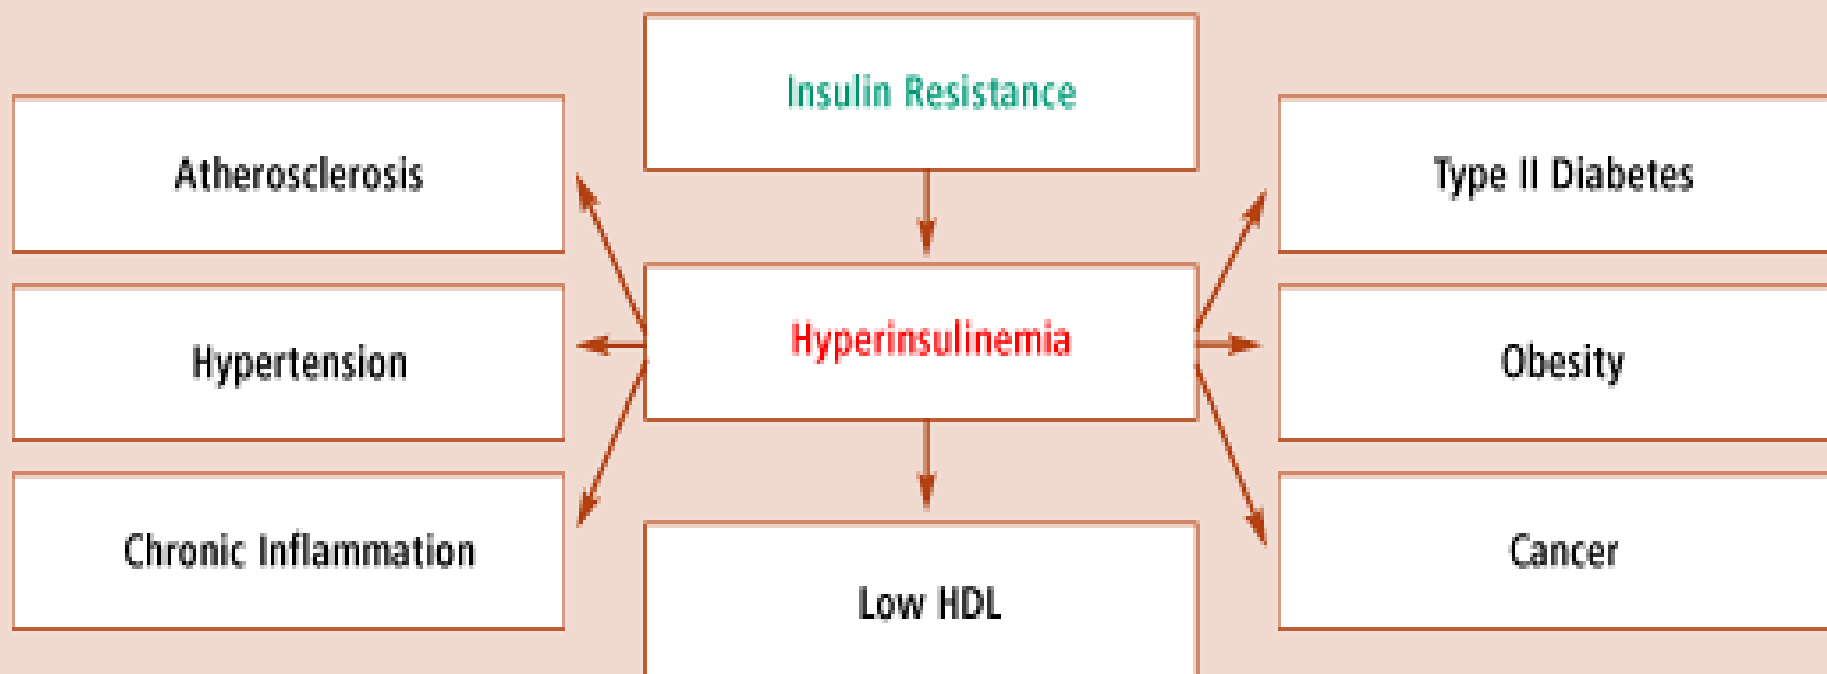 Insulin Resistance
Atherosclerosis
Type II Diabetes
Hyperinsulinemia
Hypertension
Obesity
Chronic Inflammation
Cancer
Low HDL